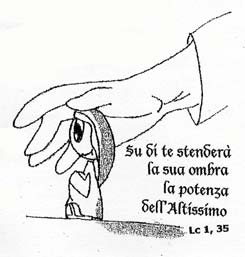 Su di te stenderà
la sua ombra
la potenza
dell'Altissimo
Lc 1, 35